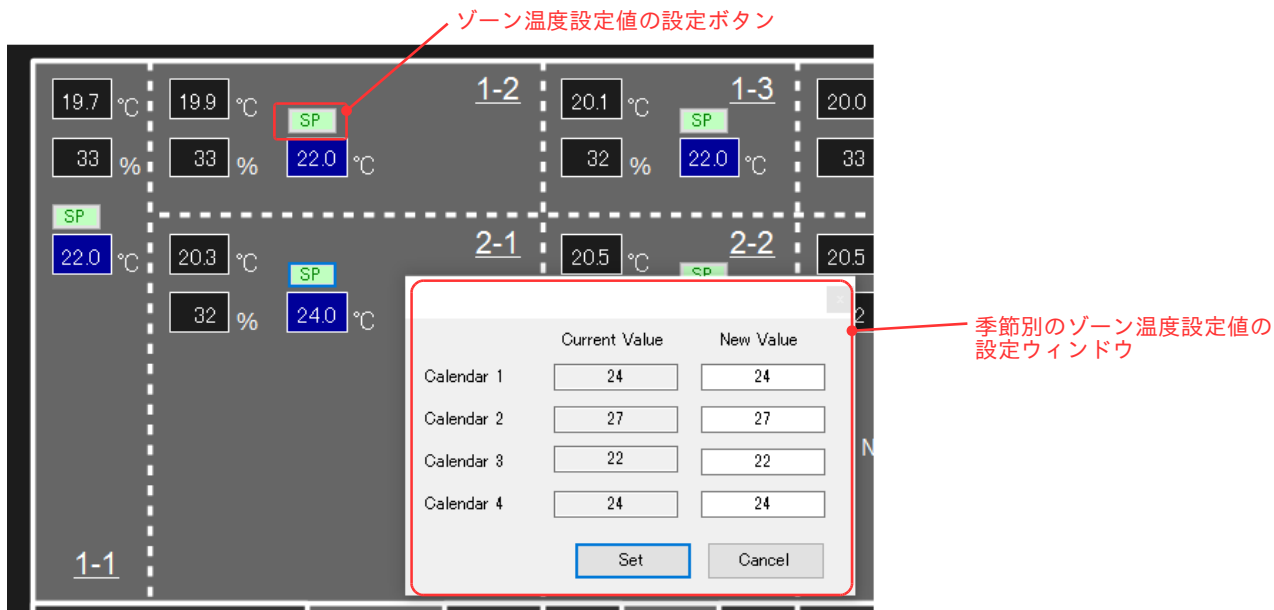 ゾーン温度設定値の設定ボタン
19.7 ℃ 19.9 ℃ 1-2 20.1 ℃ 1-3 20.0
SP SP
33 % 33 % 22.0 ℃ 32 % 22.0 ℃ 33
SP
22.0 ℃ 20.3 ℃ 2-1 20.5 ℃ 2-2 20.5
SP SP
32 % 24.0 ℃ 2
季節別のゾーン温度設定値の
設定ウィンドウ
Current Value New Value
Calendar 1 24 24
Calendar 2 27 27
Calendar 3 22 22
Calendar 4 24 24
N
Set Cancel
1-1